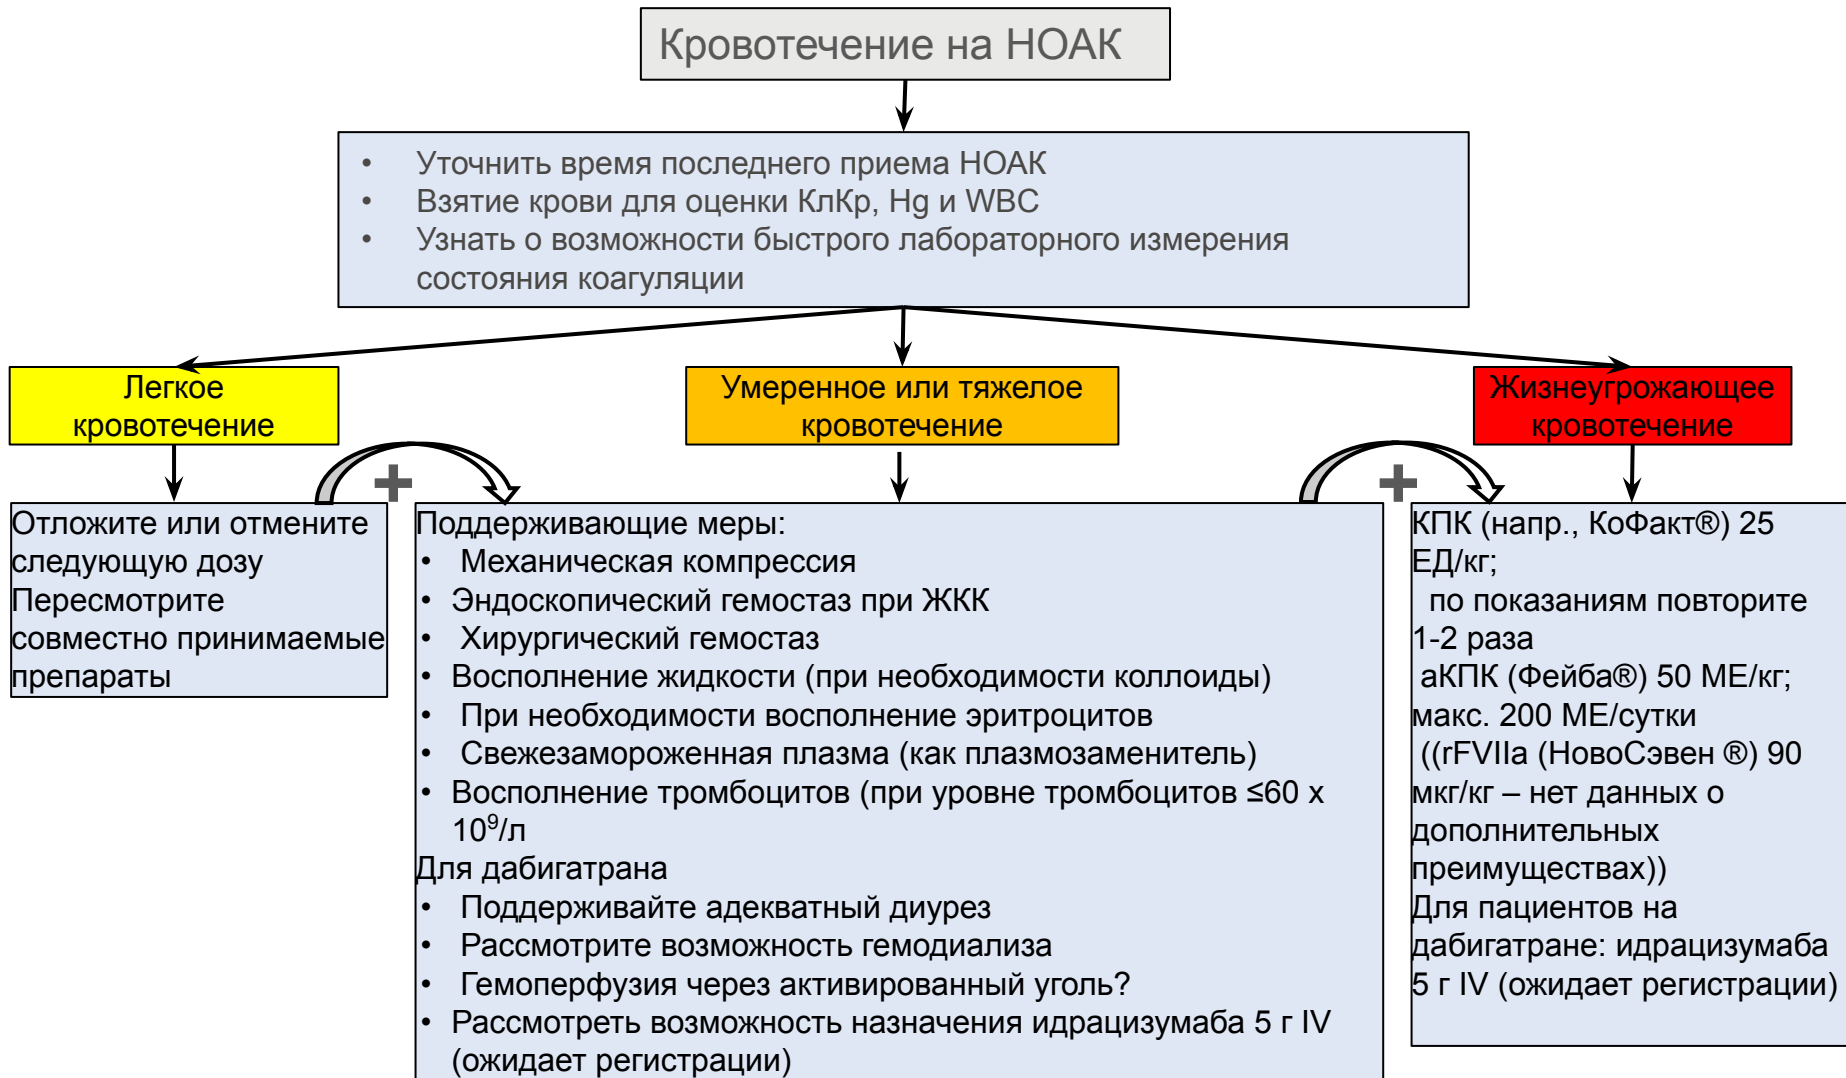 Кровотечение на НОАК
• Уточнить время последнего приема НОАК
• Взятие крови для оценки КлКр, Hg и WBC
• Узнать о возможности быстрого лабораторного измерения
состояния коагуляции
Легкое
кровотечение
Умеренное или тяжелое
кровотечение
Жизнеугрожающее
кровотечение
+
+
Отложите или отмените
следующую дозу
Пересмотрите
совместно принимаемые
препараты
Поддерживающие меры:
• Механическая компрессия
• Эндоскопический гемостаз при ЖКК
• Хирургический гемостаз
• Восполнение жидкости (при необходимости коллоиды)
• При необходимости восполнение эритроцитов
• Свежезамороженная плазма (как плазмозаменитель)
• Восполнение тромбоцитов (при уровне тромбоцитов ≤60 x
10⁹/л
Для дабигатрана
• Поддерживайте адекватный диурез
• Рассмотрите возможность гемодиализа
• Гемоперфузия через активированный уголь?
• Рассмотреть возможность назначения идрацизумаба 5 г IV
(ожидает регистрации)
КПК (напр., КоФакт®) 25
ЕД/кг;
по показаниям повторите
1-2 раза
аКПК (Фейба®) 50 МЕ/кг;
макс. 200 МЕ/сутки
((rFVIIa (НовоСэвен ®) 90
мкг/кг – нет данных о
дополнительных
преимуществах))
Для пациентов на
дабигатране: идрацизумаба
5 г IV (ожидает регистрации)